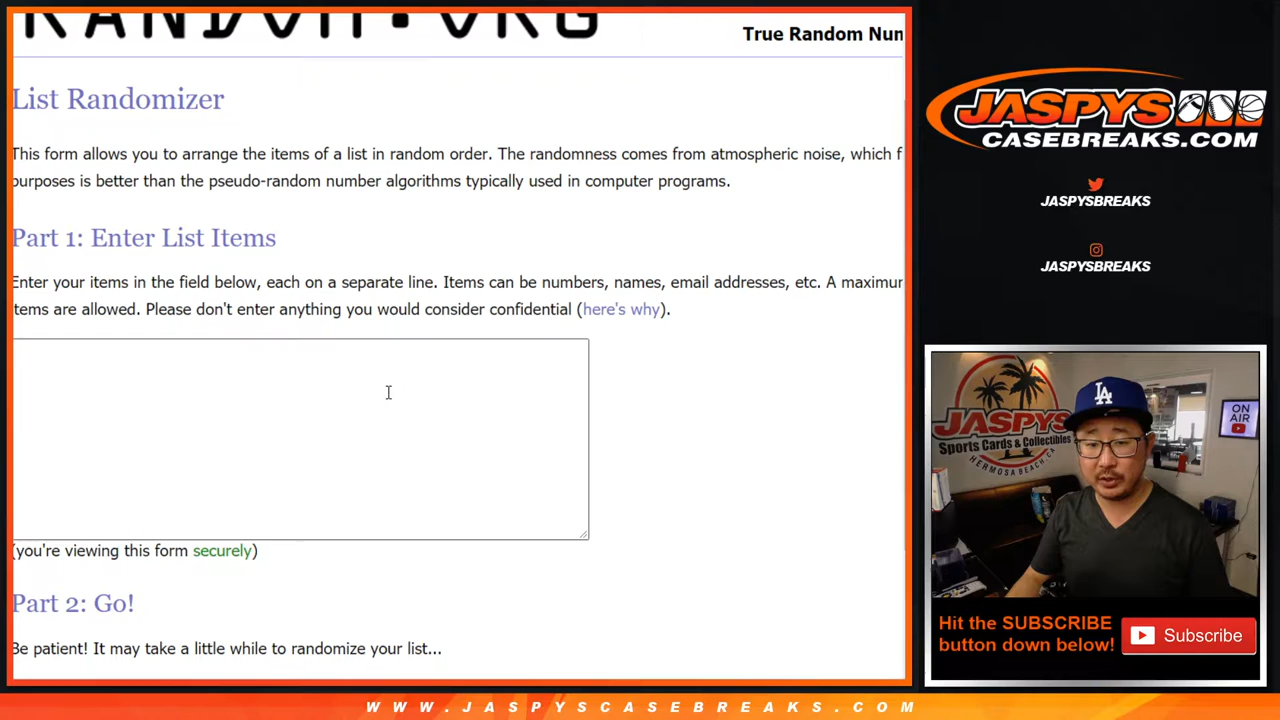 RANDOM.ORG
True Random Num
List Randomizer
This form allows you to arrange the items of a list in random order. The randomness comes from atmospheric noise, which f
purposes is better than the pseudo-random number algorithms typically used in computer programs.
Part 1: Enter List Items
Enter your items in the field below, each on a separate line. Items can be numbers, names, email addresses, etc. A maximum
items are allowed. Please don't enter anything you would consider confidential (here's why).
(you're viewing this form securely)
Part 2: Go!
Be patient! It may take a little while to randomize your list...
JASPYS
CASEBREAKS.COM
JASPYSBREAKS
JASPYSBREAKS
JASPYS
Sports Cards & Collectibles
HERMOSA BEACH, CA
ON
AIR
LA
Hit the SUBSCRIBE
button down below!
Subscribe
WWW.JASPYSCASEBREAKS.COM